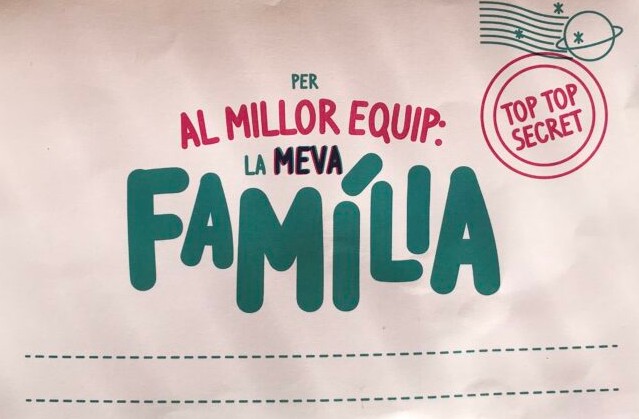 PER
AL MILLOR EQUIP:
LA MEVA
FAMÍLIA
TOP TOP
SECRET